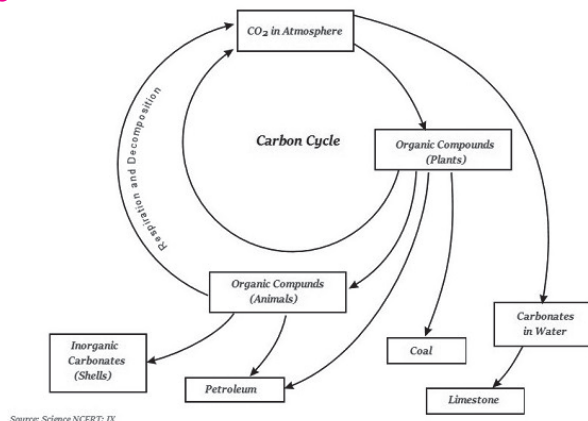 CO₂ in Atmosphere
Carbon Cycle
Organic Compounds
(Plants)
Respiration and Decomposition
Organic Compunds
(Animals)
Carbonates
in Water
Inorganic
Carbonates
(Shells)
Coal
Petroleum
Limestone
Source: Science NCERT: IX